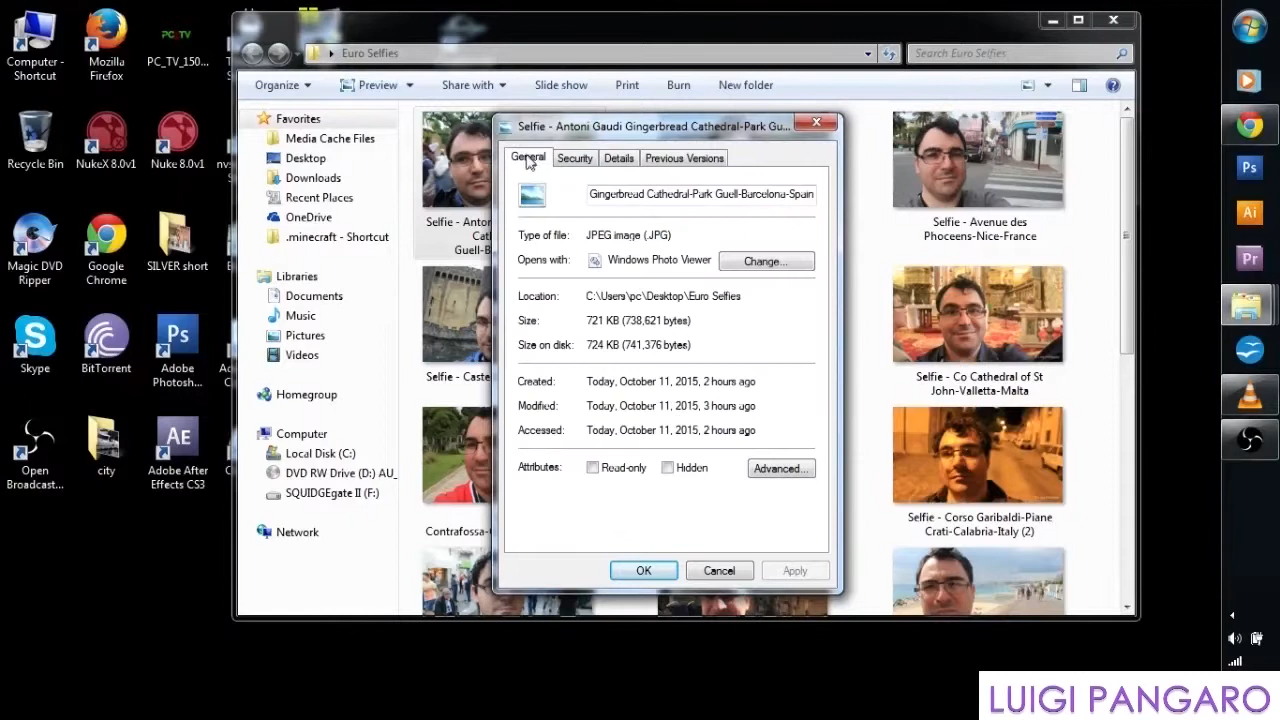 Computer -
Shortcut
Mozilla
Firefox
PC_TV_150...
Recycle Bin
NukeX 8.0v1
Nuke 8.0v1
Magic DVD
Ripper
Google
Chrome
SILVER short
Skype
BitTorrent
Adobe
Photosh...
Open
Broadcast...
city
Adobe After
Effects CS3
Euro Selfies
Search Euro Selfies
Organize
Preview
Share with
Slide show
Print
Burn
New folder
Favorites
Media Cache Files
Desktop
Downloads
Recent Places
OneDrive
.minecraft - Shortcut
Libraries
Documents
Music
Pictures
Videos
Homegroup
Computer
Local Disk (C:)
DVD RW Drive (D:) AU_
SQUIDGEgate II (F:)
Network
Selfie - Antoni Gaudi Gingerbread Cathedral-Park Gu...
General
Security
Details
Previous Versions
Gingerbread Cathedral-Park Guell-Barcelona-Spain
Type of file:
JPEG image (.JPG)
Opens with:
Windows Photo Viewer
Change...
Location:
C:\Users\pc\Desktop\Euro Selfies
Size:
721 KB (738,621 bytes)
Size on disk:
724 KB (741,376 bytes)
Created:
Today, October 11, 2015, 2 hours ago
Modified:
Today, October 11, 2015, 3 hours ago
Accessed:
Today, October 11, 2015, 2 hours ago
Attributes:
Read-only
Hidden
Advanced...
OK
Cancel
Apply
Selfie - Avenue des
Phoceens-Nice-France
Selfie - Co Cathedral of St
John-Valletta-Malta
Selfie - Corso Garibaldi-Piane
Crati-Calabria-Italy (2)
Ps
Ai
Pr
Ps
AE
LUIGI PANGARO